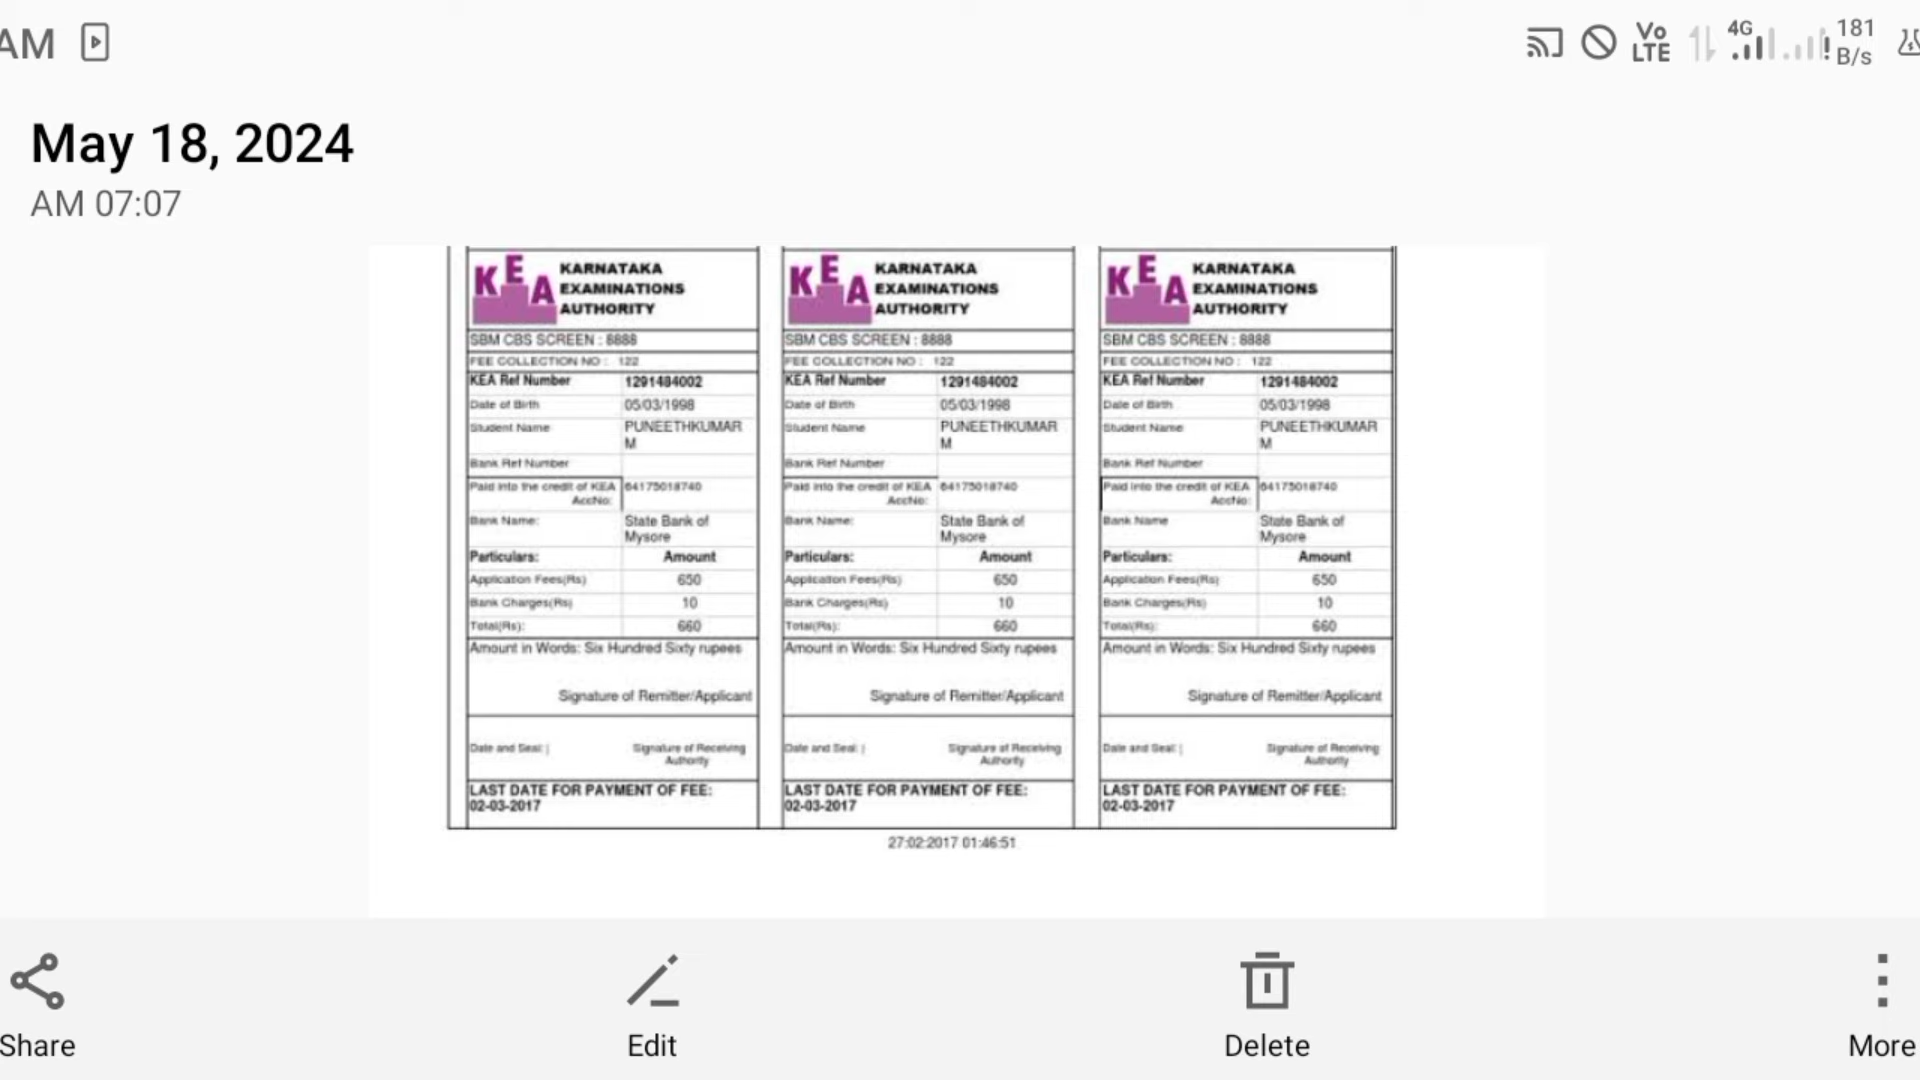 AM
Vo
LTE
4G
181
B/s
May 18, 2024
AM 07:07
KEA KARNATAKA
EXAMINATIONS
AUTHORITY
SBM CBS SCREEN : 8888
FEE COLLECTION NO : 122
KEA Ref Number 1291484002
Date of Birth 05/03/1998
Student Name PUNEETHKUMAR
M
Bank Ref Number
Paid into the credit of KEA 64175018740
AccNo:
Bank Name: State Bank of
Mysore
Particulars: Amount
Application Fees(Rs) 650
Bank Charges(Rs) 10
Total(Rs): 660
Amount in Words: Six Hundred Sixty rupees
Signature of Remitter/Applicant
Date and Seal: | Signature of Receiving
Authority
LAST DATE FOR PAYMENT OF FEE:
02-03-2017
KEA KARNATAKA
EXAMINATIONS
AUTHORITY
SBM CBS SCREEN : 8888
FEE COLLECTION NO : 122
KEA Ref Number 1291484002
Date of Birth 05/03/1998
Student Name PUNEETHKUMAR
M
Bank Ref Number
Paid into the credit of KEA 64175018740
AccNo:
Bank Name: State Bank of
Mysore
Particulars: Amount
Application Fees(Rs) 650
Bank Charges(Rs) 10
Total(Rs): 660
Amount in Words: Six Hundred Sixty rupees
Signature of Remitter/Applicant
Date and Seal: | Signature of Receiving
Authority
LAST DATE FOR PAYMENT OF FEE:
02-03-2017
KEA KARNATAKA
EXAMINATIONS
AUTHORITY
SBM CBS SCREEN : 8888
FEE COLLECTION NO : 122
KEA Ref Number 1291484002
Date of Birth 05/03/1998
Student Name PUNEETHKUMAR
M
Bank Ref Number
Paid into the credit of KEA 64175018740
AccNo:
Bank Name State Bank of
Mysore
Particulars: Amount
Application Fees(Rs) 650
Bank Charges(Rs) 10
Total(Rs): 660
Amount in Words: Six Hundred Sixty rupees
Signature of Remitter/Applicant
Date and Seal: | Signature of Receiving
Authority
LAST DATE FOR PAYMENT OF FEE:
02-03-2017
27:02:2017 01:46:51
Share
Edit
Delete
More